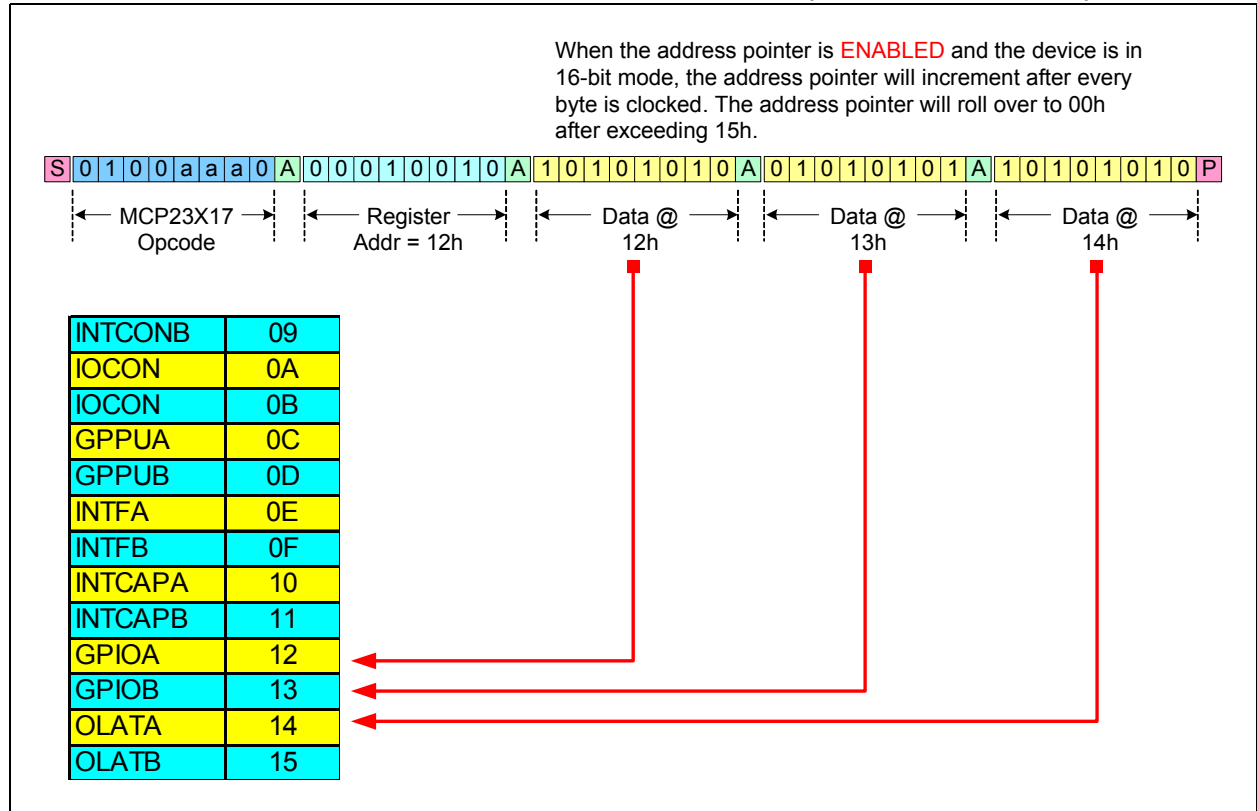 When the address pointer is ENABLED and the device is in
16-bit mode, the address pointer will increment after every
byte is clocked. The address pointer will roll over to 00h
after exceeding 15h.
S 0 1 0 0 a a a 0 A 0 0 0 1 0 0 1 0 A 1 0 1 0 1 0 1 0 A 0 1 0 1 0 1 0 1 A 1 0 1 0 1 0 1 0 P
MCP23X17 Register Data @ Data @ Data @
Opcode Addr = 12h 12h 13h 14h
INTCONB 09
IOCON 0A
IOCON 0B
GPPUA 0C
GPPUB 0D
INTFA 0E
INTFB 0F
INTCAPA 10
INTCAPB 11
GPIOA 12
GPIOB 13
OLATA 14
OLATB 15